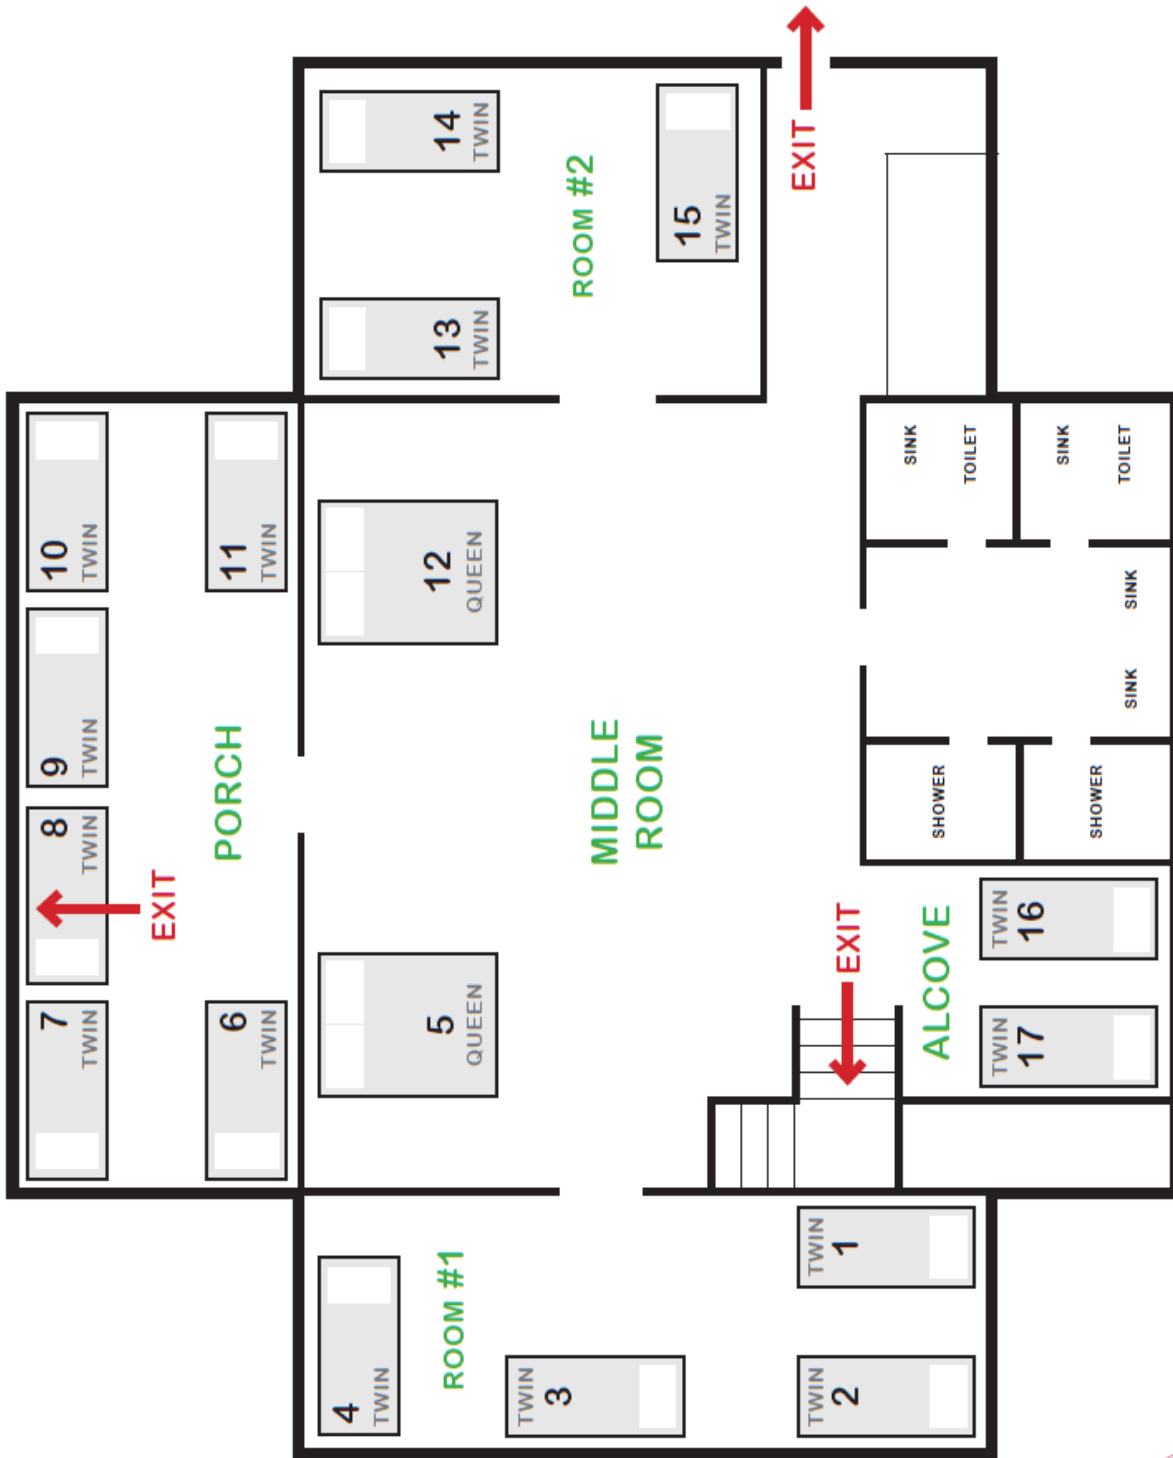 7
TWIN
8
TWIN
9
TWIN
10
TWIN
EXIT
PORCH
6
TWIN
11
TWIN
4
TWIN
ROOM #1
5
QUEEN
12
QUEEN
13
TWIN
14
TWIN
TWIN
3
MIDDLE
ROOM
ROOM #2
15
TWIN
TWIN
2
TWIN
1
EXIT
EXIT
ALCOVE
TWIN
17
TWIN
16
SHOWER
SHOWER
SINK
SINK
SINK
TOILET
SINK
TOILET